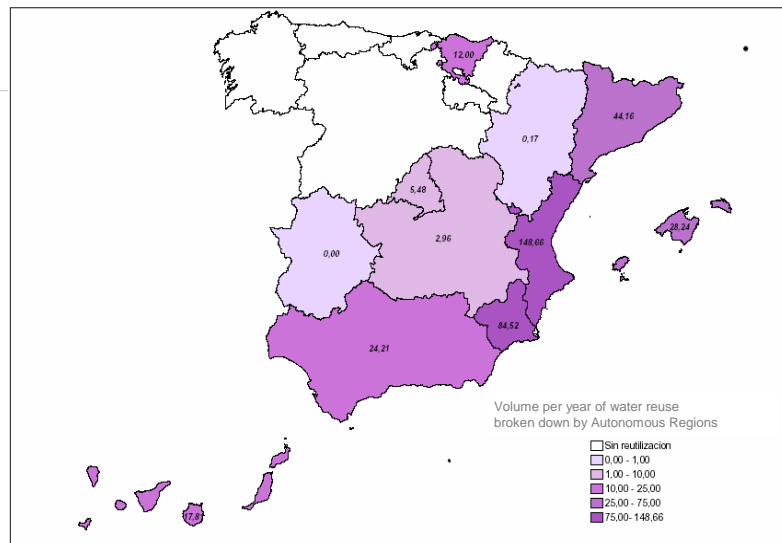 12,00
44,16
0,17
5,48
28,24
148,66
2,96
0,00
84,52
24,21
17,8
Volume per year of water reuse
broken down by Autonomous Regions
Sin reutilizacion
0,00 - 1,00
1,00 - 10,00
10,00 - 25,00
25,00 - 75,00
75,00- 148,66